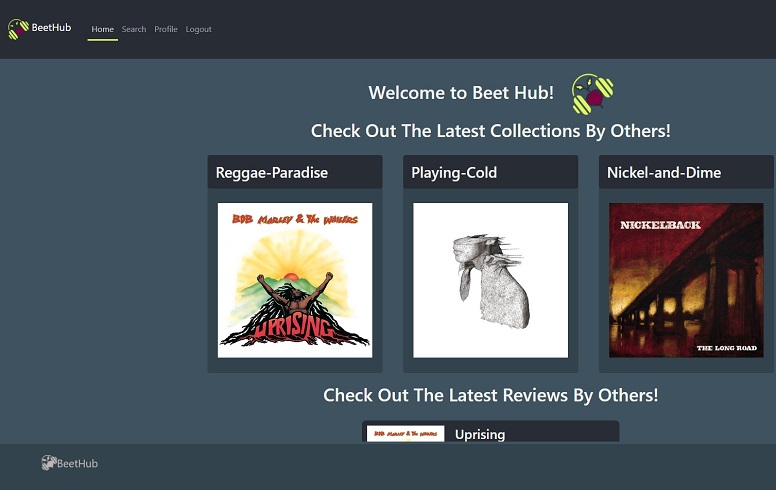 BeetHub
Home Search Profile Logout
Welcome to Beet Hub!
Check Out The Latest Collections By Others!
Reggae-Paradise
Playing-Cold
Nickel-and-Dime
BOB MARLEY & The WAILERS
UPRISING
NICKELBACK
THE LONG ROAD
Check Out The Latest Reviews By Others!
BOB MARLEY & The WAILERS
Uprising
BeetHub